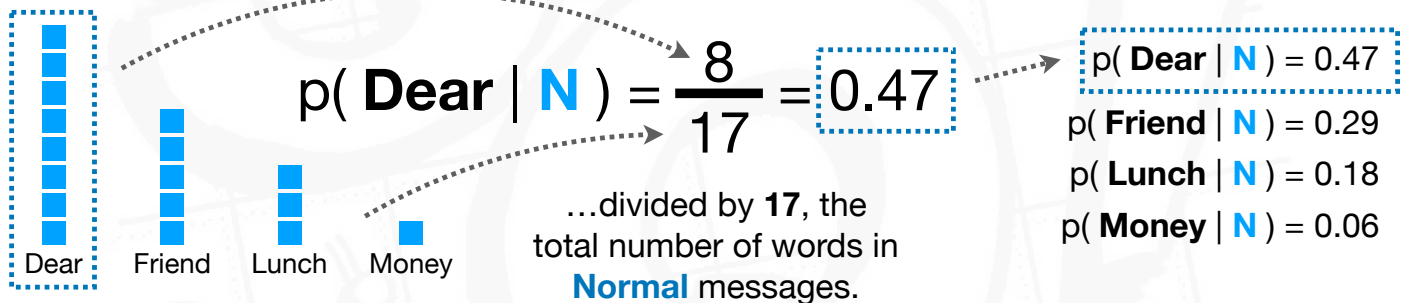 Dear
Friend
Lunch
Money
p( Dear | N ) = 8/17 = 0.47
…divided by 17, the
total number of words in
Normal messages.
p( Dear | N ) = 0.47
p( Friend | N ) = 0.29
p( Lunch | N ) = 0.18
p( Money | N ) = 0.06